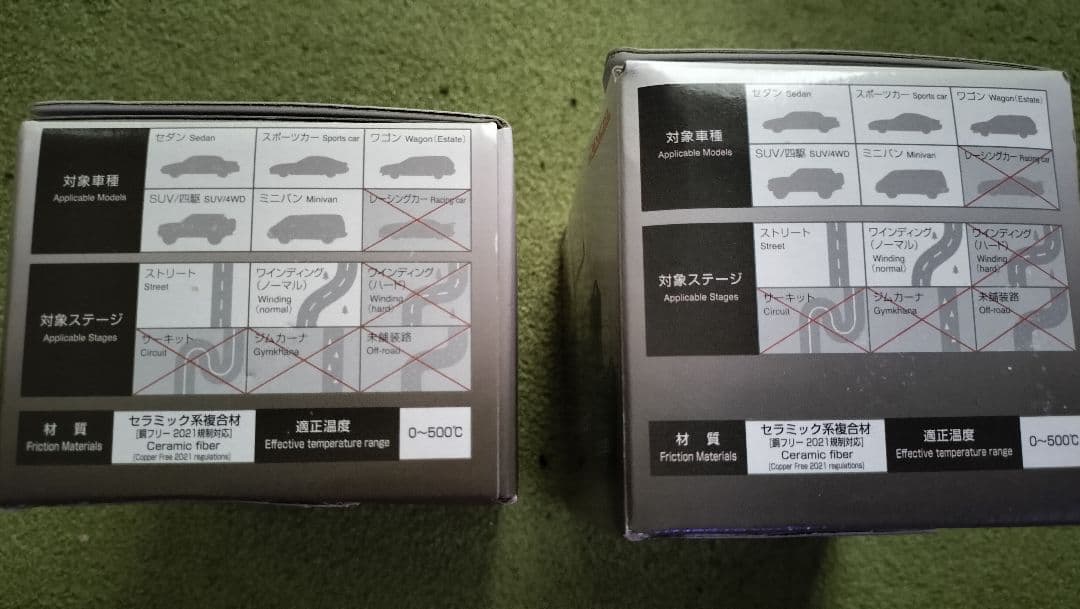 対象車種
Applicable Models
セダン Sedan
スポーツカー Sports car
ワゴン Wagon(Estate)
SUV/四駆 SUV/4WD
ミニバン Minivan
レーシングカー Racing car
対象ステージ
Applicable Stages
ストリート
Street
ワインディング
(ノーマル)
Winding
(normal)
ワインディング
(ハード)
Winding
(hard)
サーキット
Circuit
ジムカーナ
Gymkhana
未舗装路
Off-road
材質
Friction Materials
セラミック系複合材
[銅フリー 2021規制対応]
Ceramic fiber
[Copper Free 2021 regulations]
適正温度
Effective temperature range
0〜500℃
対象車種
Applicable Models
セダン Sedan
スポーツカー Sports car
ワゴン Wagon(Estate)
SUV/四駆 SUV/4WD
ミニバン Minivan
レーシングカー Racing car
対象ステージ
Applicable Stages
ストリート
Street
ワインディング
(ノーマル)
Winding
(normal)
ワインディング
(ハード)
Winding
(hard)
サーキット
Circuit
ジムカーナ
Gymkhana
未舗装路
Off-road
材質
Friction Materials
セラミック系複合材
[銅フリー 2021規制対応]
Ceramic fiber
[Copper Free 2021 regulations]
適正温度
Effective temperature range
0〜500℃